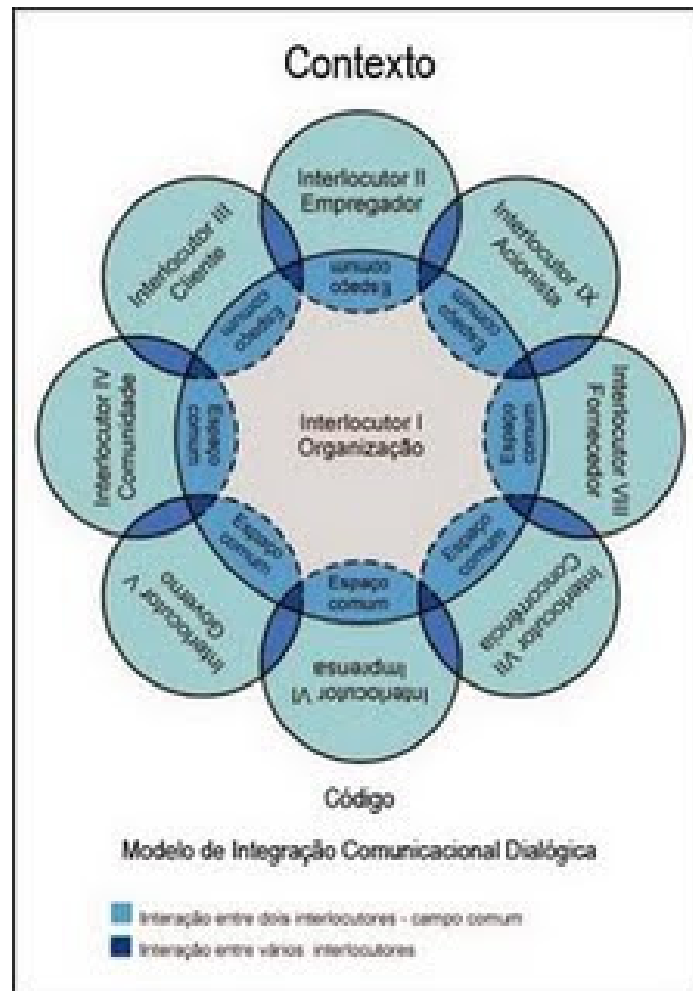 Contexto
Interlocutor II
Empregador
Espaço
comum
Interlocutor IX
Acionista
Espaço
comum
Interlocutor VIII
Fornecedor
Espaço
comum
Interlocutor VII
Concorrência
Espaço
comum
Interlocutor VI
Imprensa
Espaço
comum
Interlocutor V
Governo
Espaço
comum
Interlocutor IV
Comunidade
Espaço
comum
Interlocutor III
Cliente
Espaço
comum
Interlocutor I
Organização
Código
Modelo de Integração Comunicacional Dialógica
Interação entre dois interlocutores - campo comum
Interação entre vários interlocutores